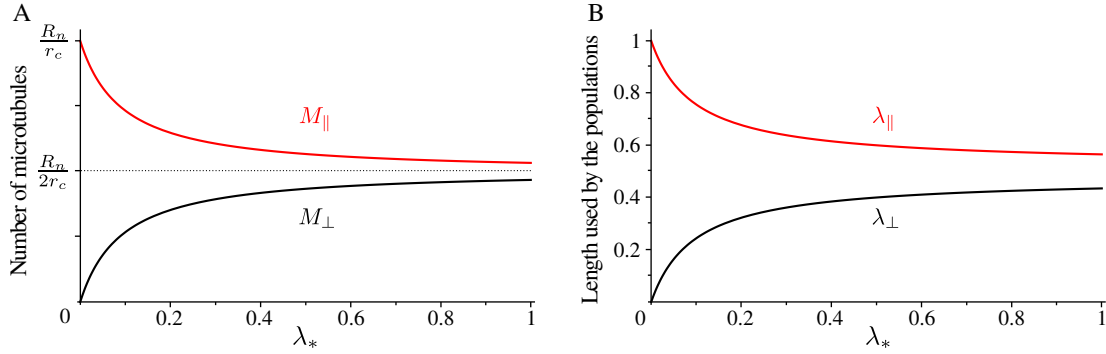 A
Number of microtubules
R_n/r_c
R_n/2r_c
0
M_∥
M_⊥
0.2 0.4 0.6 0.8 1
λ_*
B
Length used by the populations
1
0.8
0.6
0.4
0.2
0
λ_∥
λ_⊥
0.2 0.4 0.6 0.8 1
λ_*